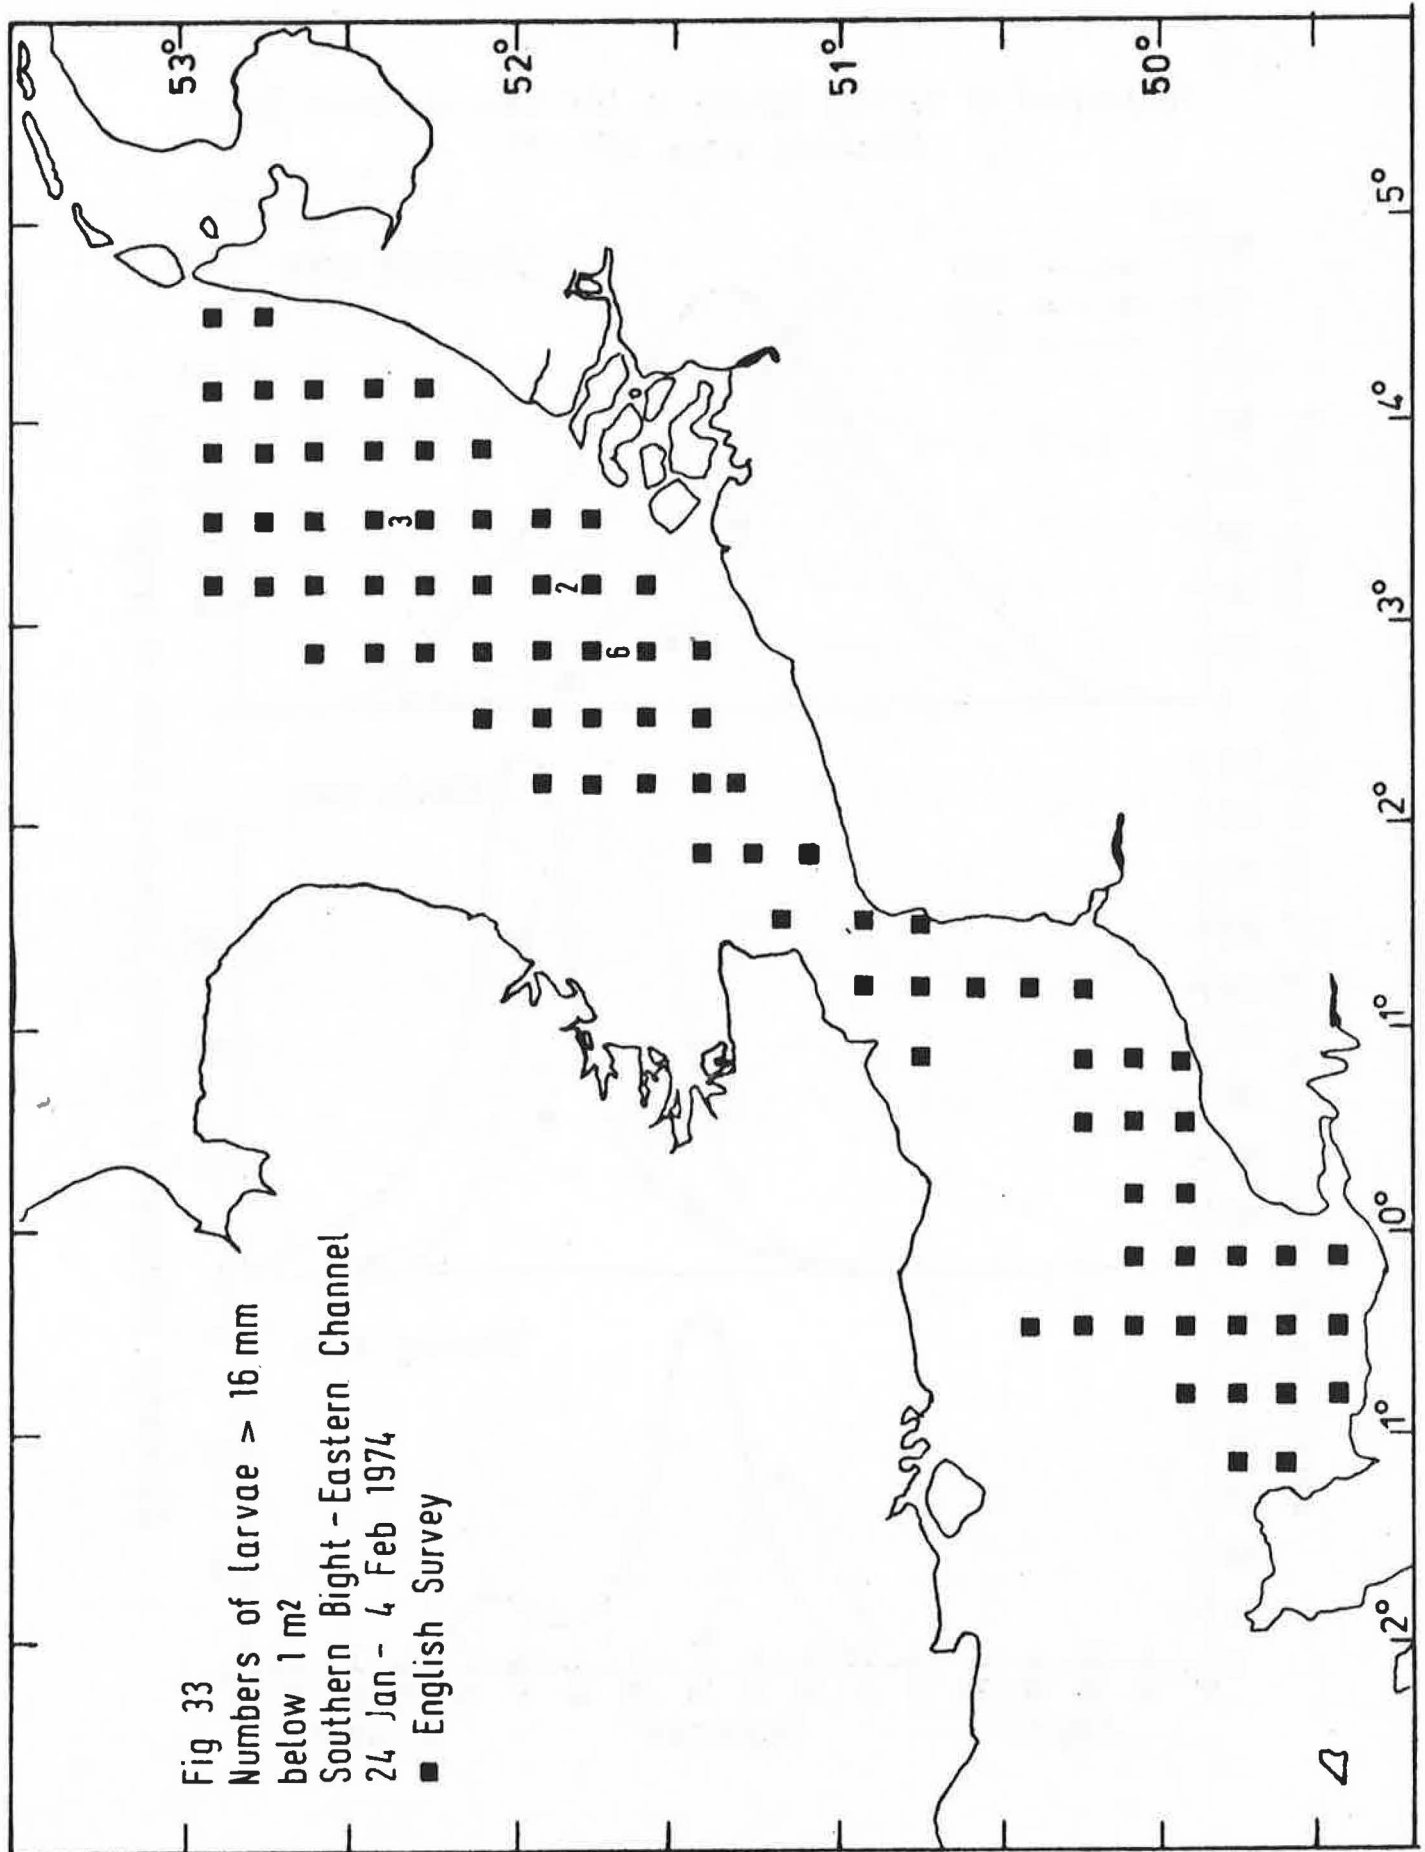 Fig 33
Numbers of larvae > 16 mm
below 1 m²
Southern Bight - Eastern Channel
24 Jan - 4 Feb 1974
■ English Survey
53°
52°
51°
50°
3
2
6
2°
1°
0°
1°
2°
3°
4°
5°